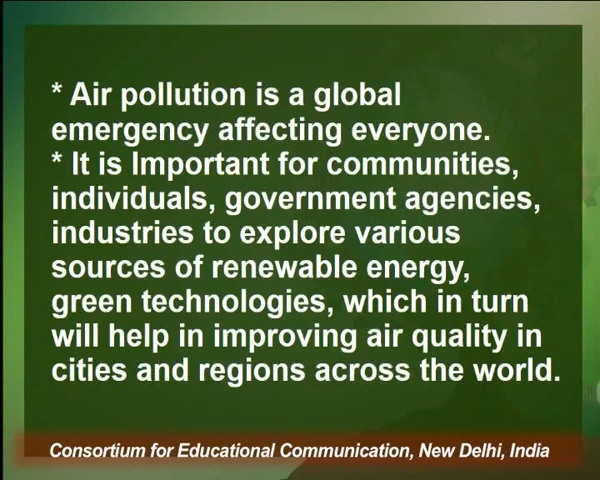 * Air pollution is a global
emergency affecting everyone.
* It is Important for communities,
individuals, government agencies,
industries to explore various
sources of renewable energy,
green technologies, which in turn
will help in improving air quality in
cities and regions across the world.
Consortium for Educational Communication, New Delhi, India